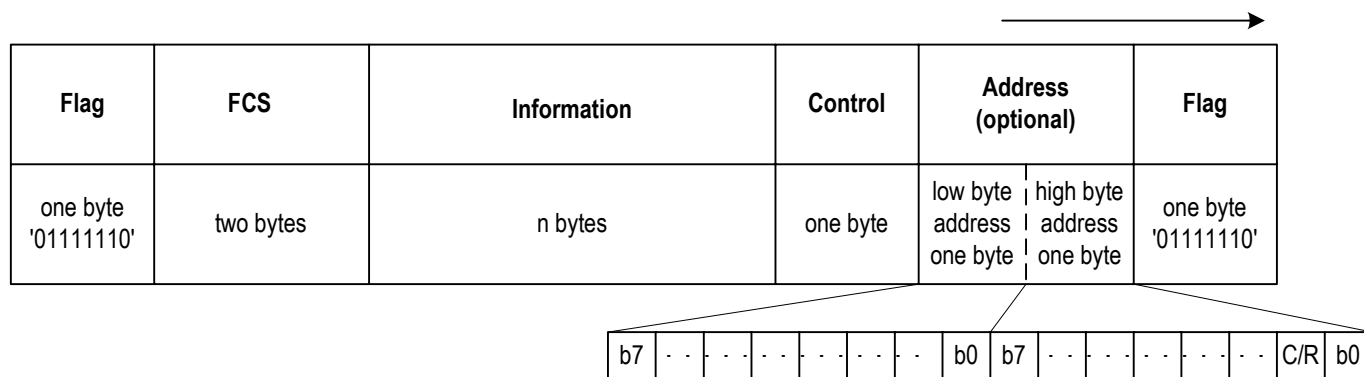 Flag
FCS
Information
Control
Address
(optional)
Flag
one byte
'01111110'
two bytes
n bytes
one byte
low byte
address
one byte
high byte
address
one byte
one byte
'01111110'
b7 b0 b7 C/R b0